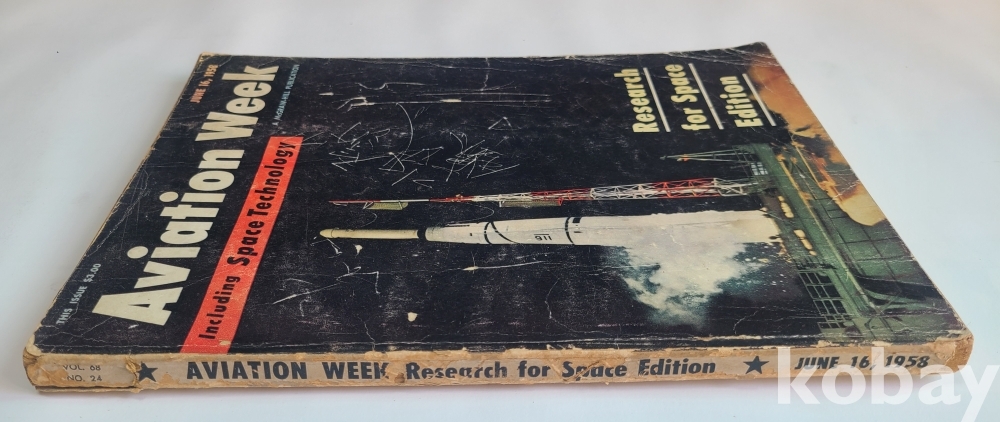 JUNE 16, 1958
Aviation Week
A McGRAW-HILL PUBLICATION
Including Space Technology
THIS ISSUE $3.00
Research
for Space
Edition
911
VOL. 68
NO. 24
★ AVIATION WEEK Research for Space Edition ★ JUNE 16, 1958
kobay